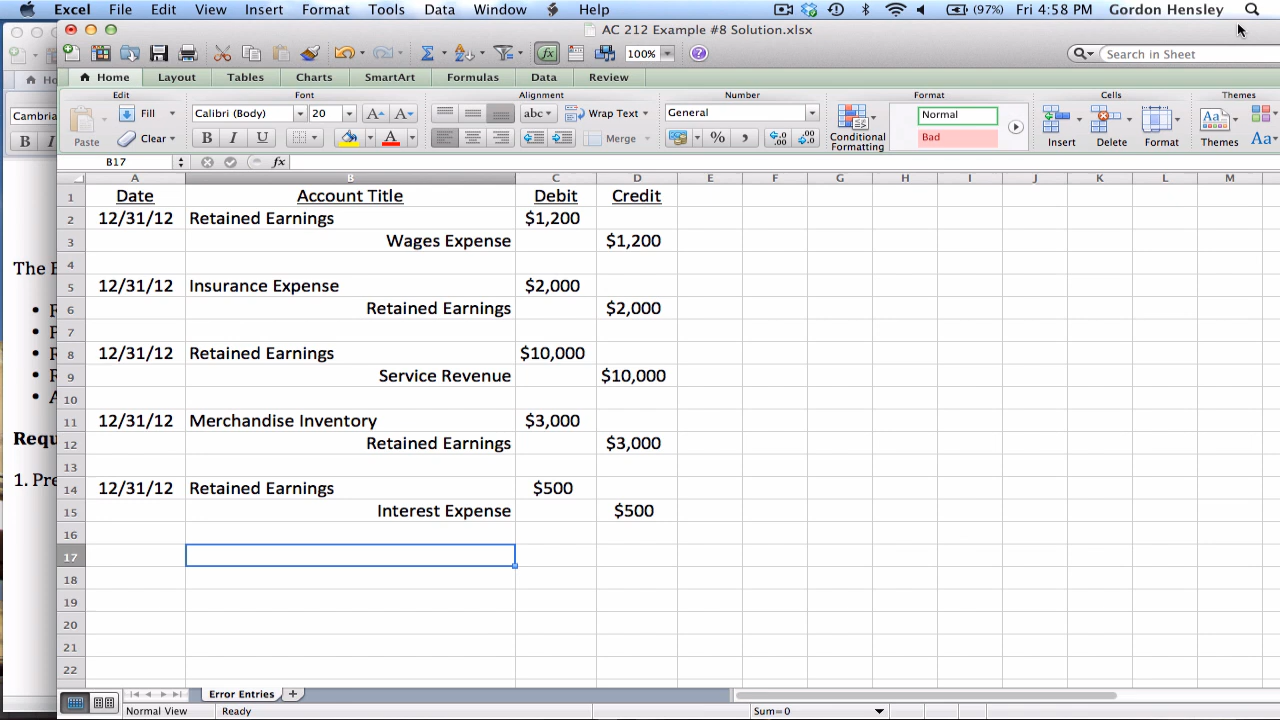 Excel File Edit View Insert Format Tools Data Window Help (97%) Fri 4:58 PM Gordon Hensley
AC 212 Example #8 Solution.xlsx
100% Search in Sheet
Home Layout Tables Charts SmartArt Formulas Data Review
Edit Font Alignment Number Format Cells Themes
Paste Fill Calibri (Body) 20 abc Wrap Text General Normal
Clear B I U Merge % Bad
Conditional Formatting Insert Delete Format Themes Aa
Cambria
B I
B17 fx
A B C D E F G H I J K L M
1 Date Account Title Debit Credit
2 12/31/12 Retained Earnings $1,200
3 Wages Expense $1,200
4
5 12/31/12 Insurance Expense $2,000
6 Retained Earnings $2,000
7
8 12/31/12 Retained Earnings $10,000
9 Service Revenue $10,000
10
11 12/31/12 Merchandise Inventory $3,000
12 Retained Earnings $3,000
13
14 12/31/12 Retained Earnings $500
15 Interest Expense $500
16
17
18
19
20
21
22
The
1. Pre
Error Entries
Normal View Ready Sum=0